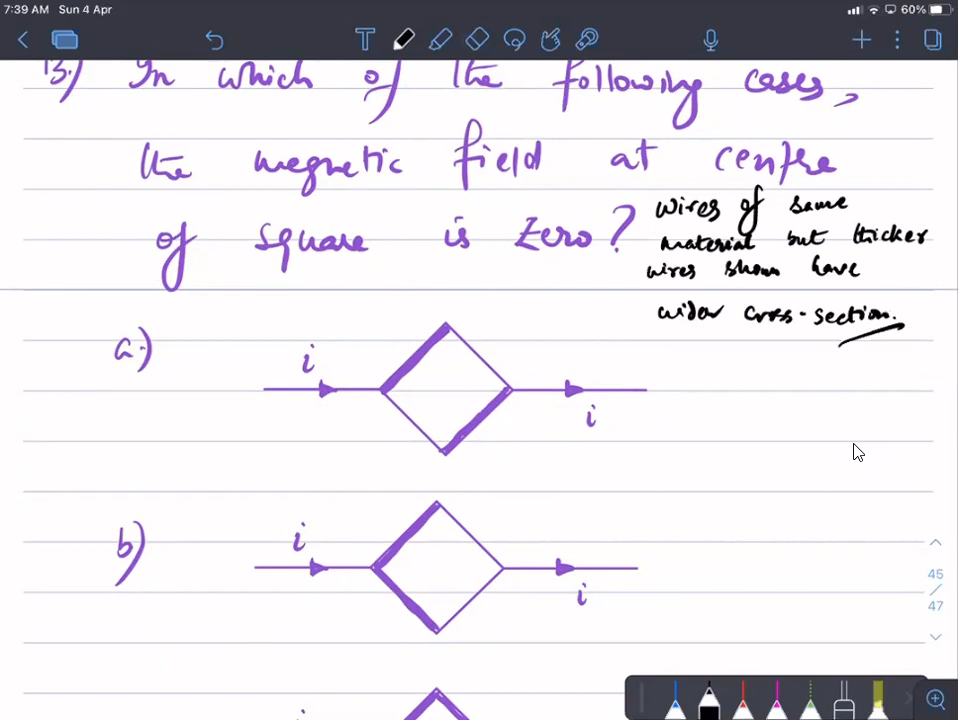 7:39 AM Sun 4 Apr
60%
T
13.) In which of the following cases,
the magnetic field at centre
of square is zero?
wires of same
material but thicker
wires shown have
wider cross-section.
a.)
i
i
b)
i
i
i
45
/
47